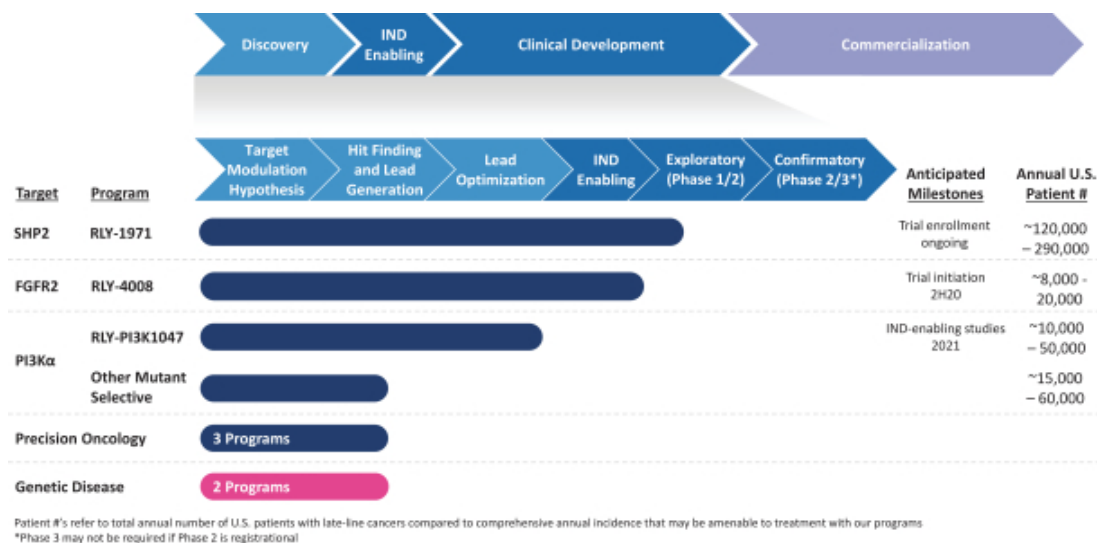 Discovery
IND
Enabling
Clinical Development
Commercialization
Target
Modulation
Hypothesis
Hit Finding
and Lead
Generation
Lead
Optimization
IND
Enabling
Exploratory
(Phase 1/2)
Confirmatory
(Phase 2/3*)
Anticipated
Milestones
Annual U.S.
Patient #
Target
Program
SHP2
RLY-1971
Trial enrollment
ongoing
~120,000
– 290,000
FGFR2
RLY-4008
Trial initiation
2H20
~8,000 -
20,000
PI3Kα
RLY-PI3K1047
IND-enabling studies
2021
~10,000
– 50,000
Other Mutant
Selective
~15,000
– 60,000
Precision Oncology
3 Programs
Genetic Disease
2 Programs
Patient #'s refer to total annual number of U.S. patients with late-line cancers compared to comprehensive annual incidence that may be amenable to treatment with our programs
*Phase 3 may not be required if Phase 2 is registrational